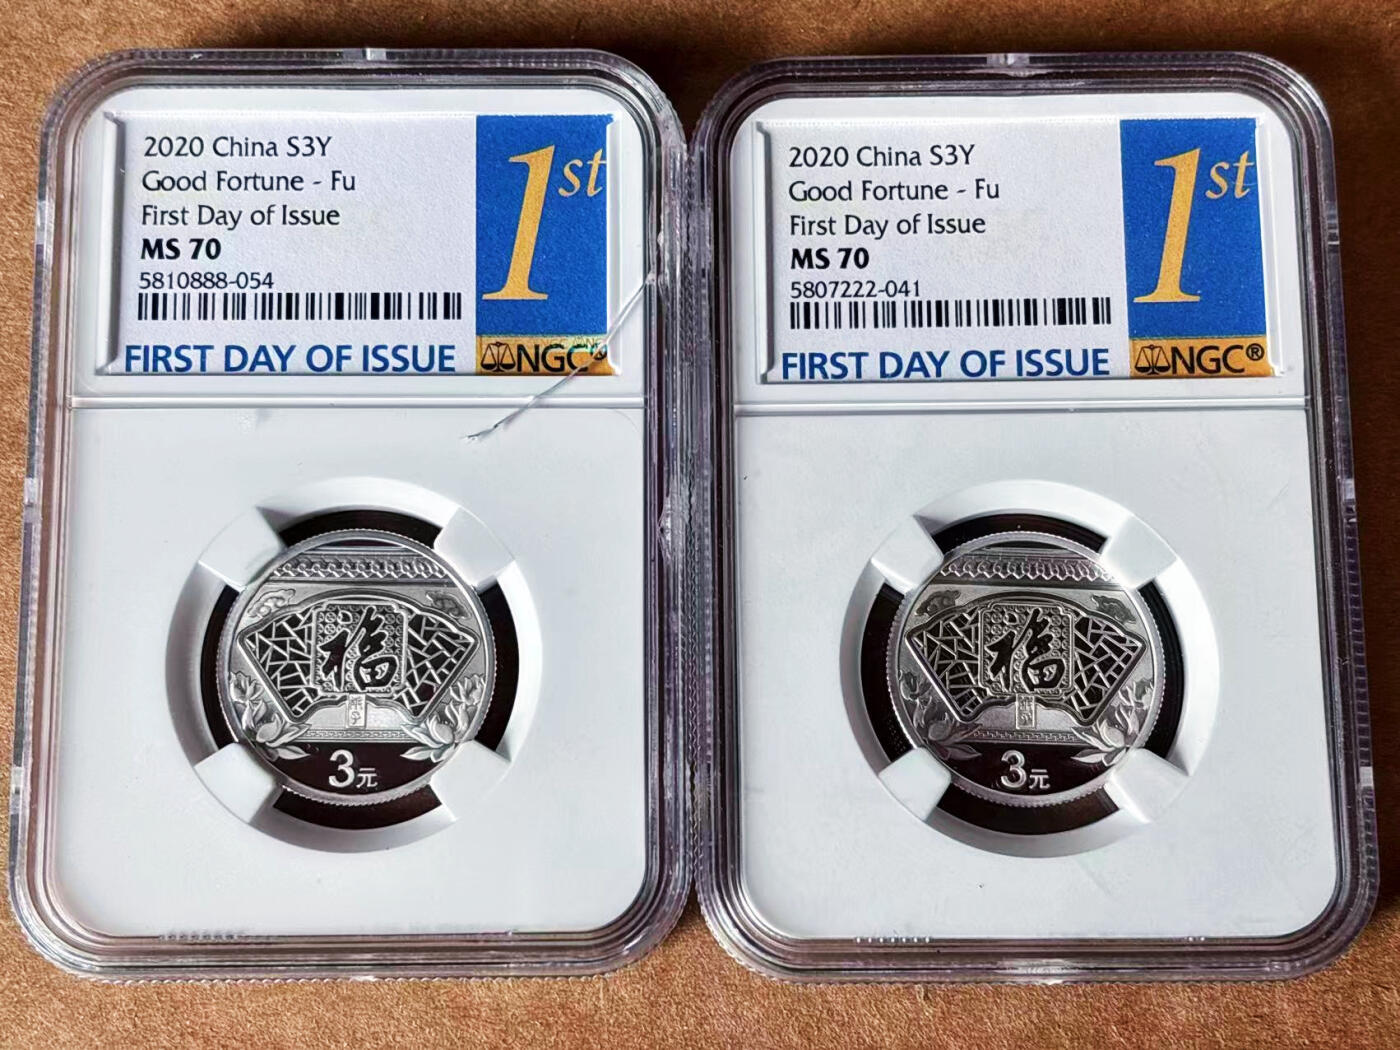 2020 China S3Y
Good Fortune - Fu
First Day of Issue
MS 70
5810888-054
FIRST DAY OF ISSUE
1st
NGC®
福
3元
2020 China S3Y
Good Fortune - Fu
First Day of Issue
MS 70
5807222-041
FIRST DAY OF ISSUE
1st
NGC®
福
3元